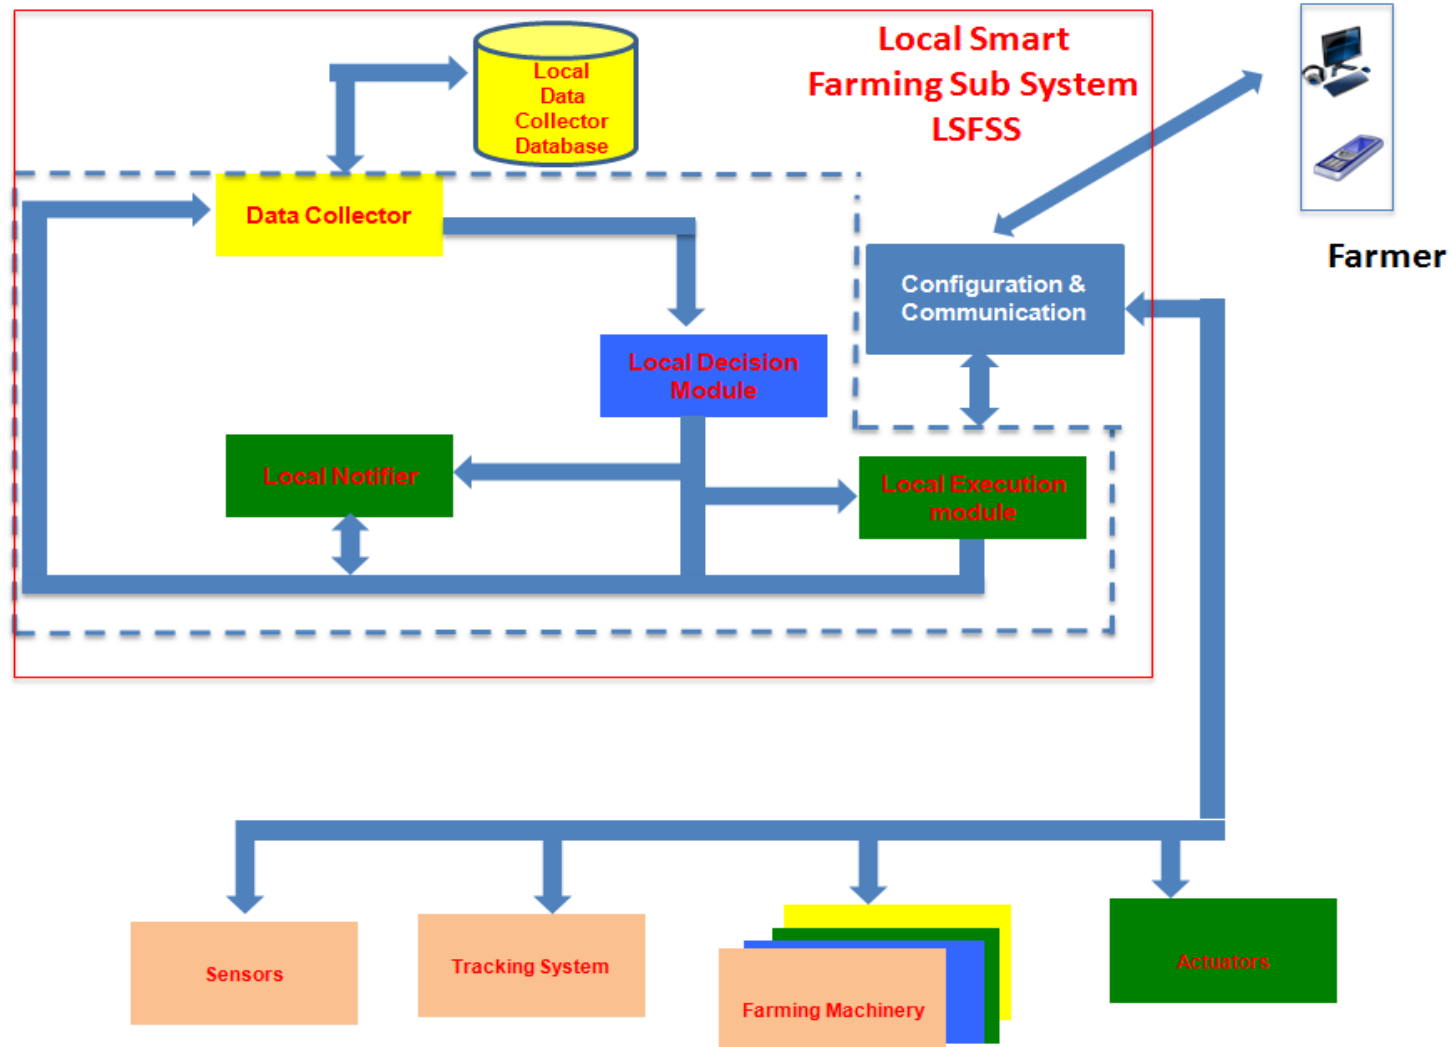 Local Smart
Farming Sub System
LSFSS
Local
Data
Collector
Database
Data Collector
Farmer
Configuration &
Communication
Local Decision
Module
Local Notifier
Local Execution
module
Sensors
Tracking System
Farming Machinery
Actuators